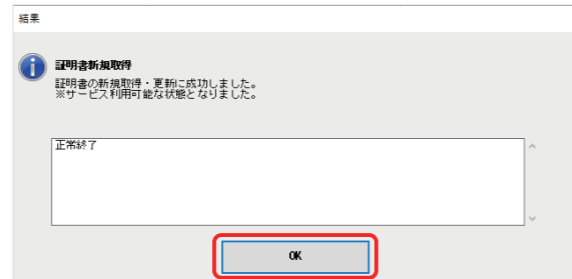 結果
証明書新規取得
証明書の新規取得・更新に成功しました。
※サービス利用可能な状態となりました。
正常終了
OK